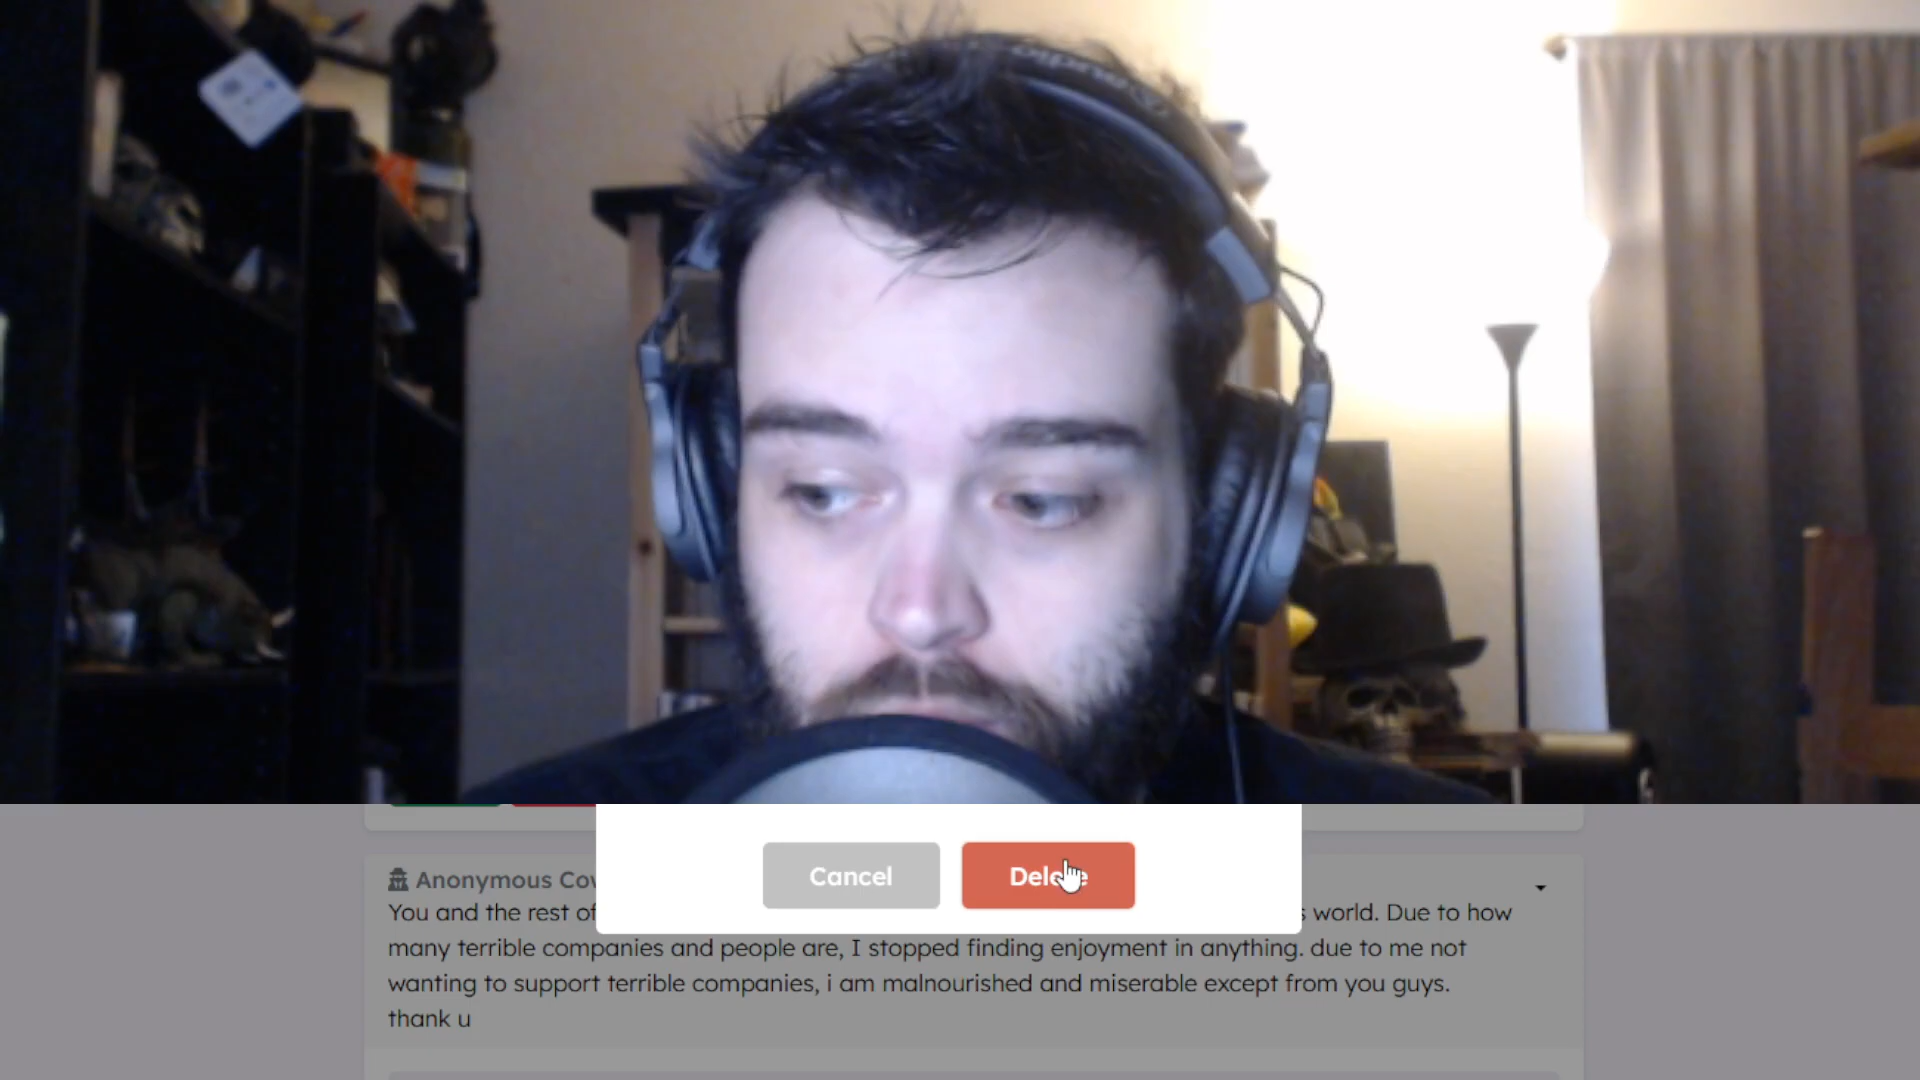 Cancel
Delete
Anonymous Cow
You and the rest of
s world. Due to how
many terrible companies and people are, I stopped finding enjoyment in anything. due to me not
wanting to support terrible companies, i am malnourished and miserable except from you guys.
thank u